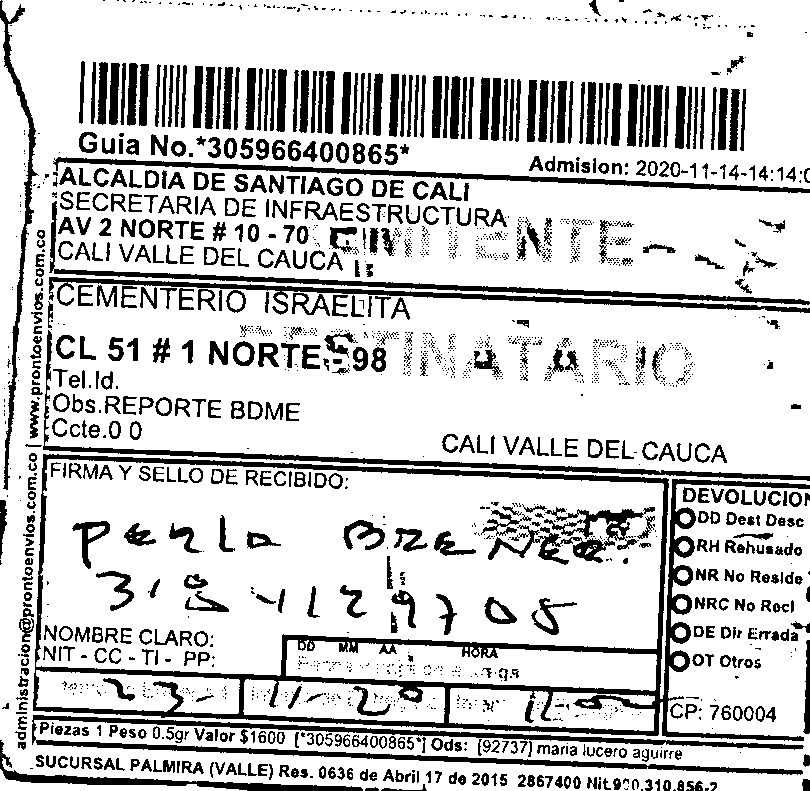 Guia No.*305966400865*
Admision: 2020-11-14-14:14:0
ALCALDIA DE SANTIAGO DE CALI
SECRETARIA DE INFRAESTRUCTURA
AV 2 NORTE # 10 - 70
CALI VALLE DEL CAUCA
CEMENTERIO ISRAELITA
DESTINATARIO
CL 51 # 1 NORTE 98
Tel.Id.
Obs.REPORTE BDME
Ccte.0 0
CALI VALLE DEL CAUCA
www.prontoenvios.com.co
administracion@prontoenvios.com.co
FIRMA Y SELLO DE RECIBIDO:
Perla Brener.
NOMBRE CLARO:
NIT - CC - TI - PP:
DD MM AA HORA
23- 11-20
DEVOLUCION
DD Dest Desc
RH Rehusado
NR No Reside
NRC No Recl
DE Dir Errada
OT Otros
CP: 760004
Piezas 1 Peso 0.5gr Valor $1600 [*305966400865*] Ods: [92737] maria lucero aguirre
SUCURSAL PALMIRA (VALLE) Res. 0636 de Abril 17 de 2015 2867400 Nit.900.310.856-2